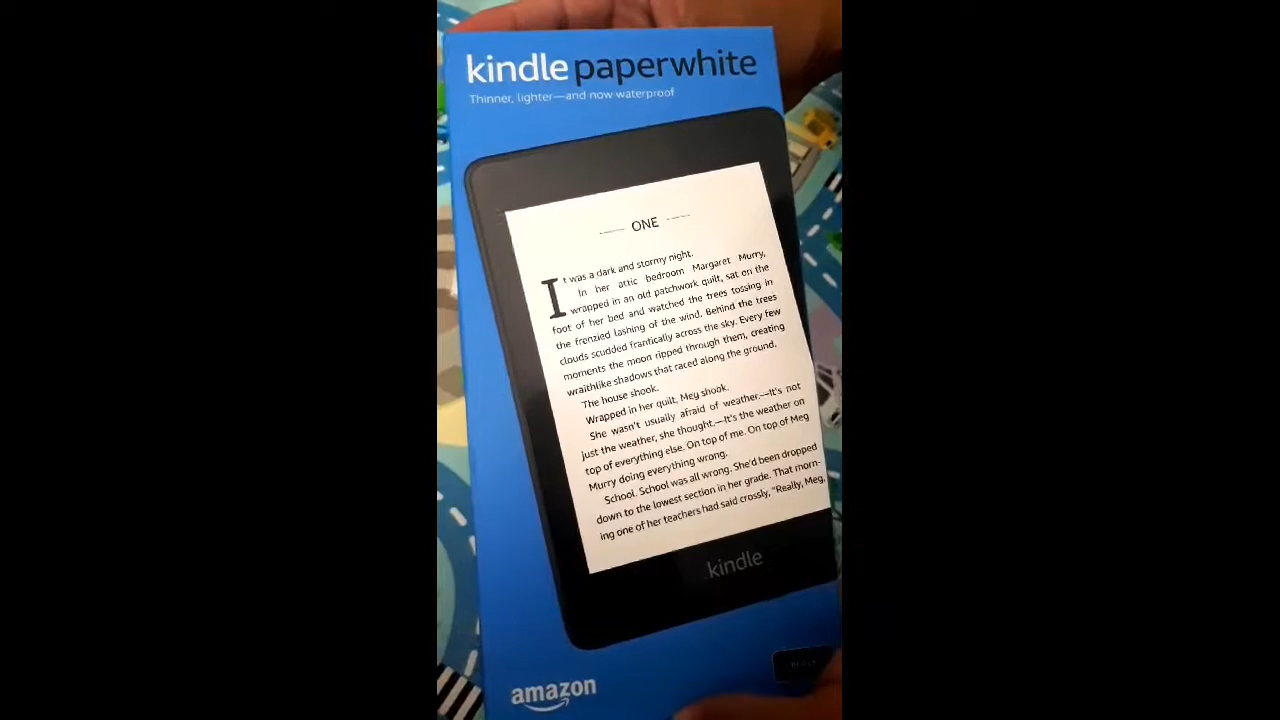 kindle paperwhite
Thinner, lighter—and now waterproof
ONE
It was a dark and stormy night.
In her attic bedroom Margaret Murry,
wrapped in an old patchwork quilt, sat on the
foot of her bed and watched the trees tossing in
the frenzied lashing of the wind. Behind the trees
clouds scudded frantically across the sky. Every few
moments the moon ripped through them, creating
wraithlike shadows that raced along the ground.
The house shook.
Wrapped in her quilt, Meg shook.
She wasn't usually afraid of weather.—It's not
just the weather, she thought.—It's the weather on
top of everything else. On top of me. On top of Meg
Murry doing everything wrong.
School. School was all wrong. She'd been dropped
down to the lowest section in her grade. That morn-
ing one of her teachers had said crossly, "Really, Meg,
kindle
amazon